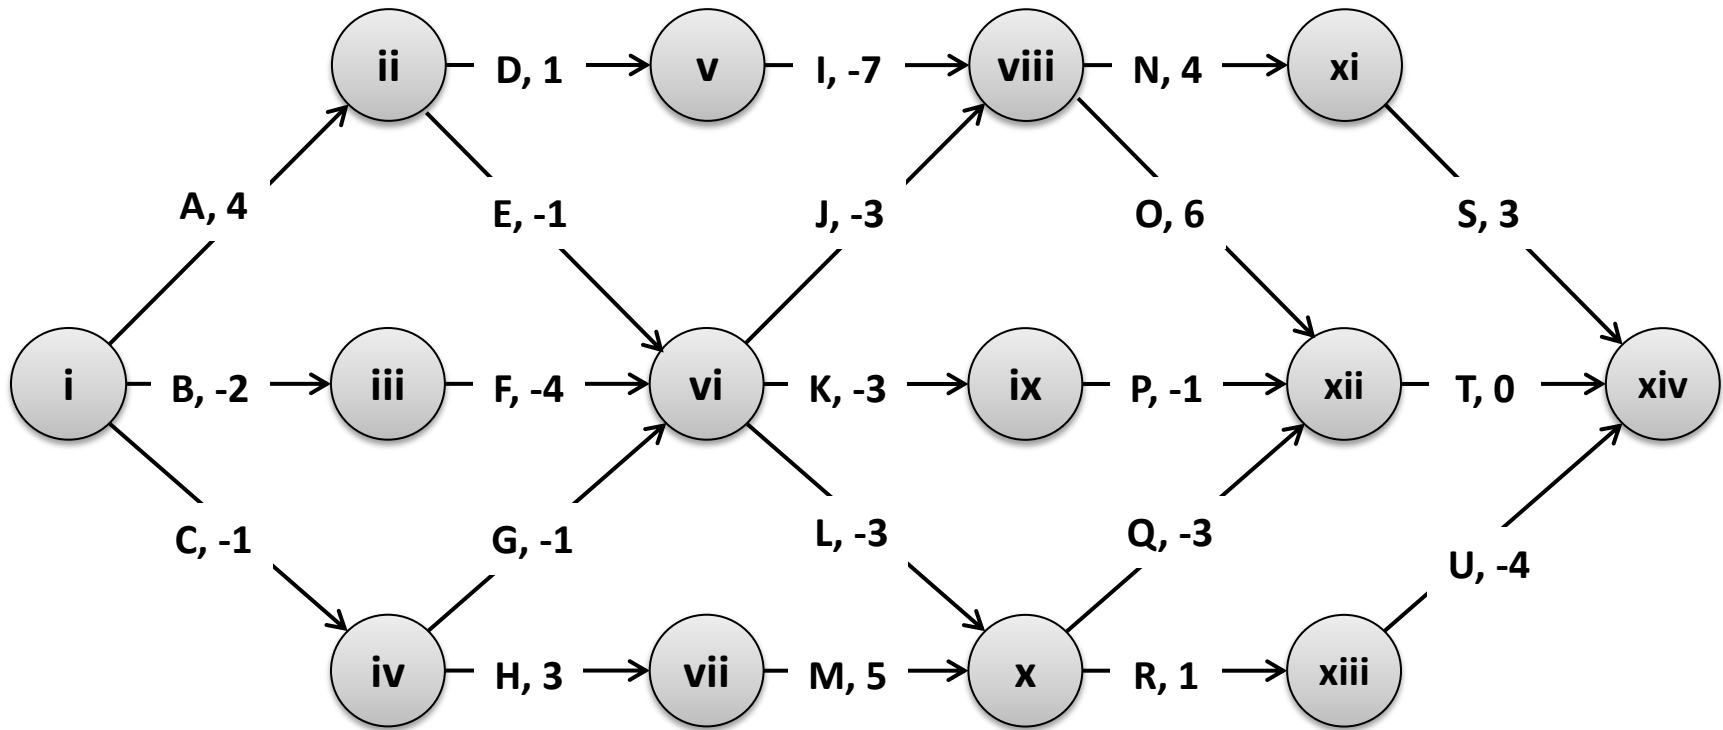 ii D, 1 v I, -7 viii N, 4 xi
A, 4 E, -1 J, -3 O, 6 S, 3
i B, -2 iii F, -4 vi K, -3 ix P, -1 xii T, 0 xiv
C, -1 G, -1 L, -3 Q, -3 U, -4
iv H, 3 vii M, 5 x R, 1 xiii